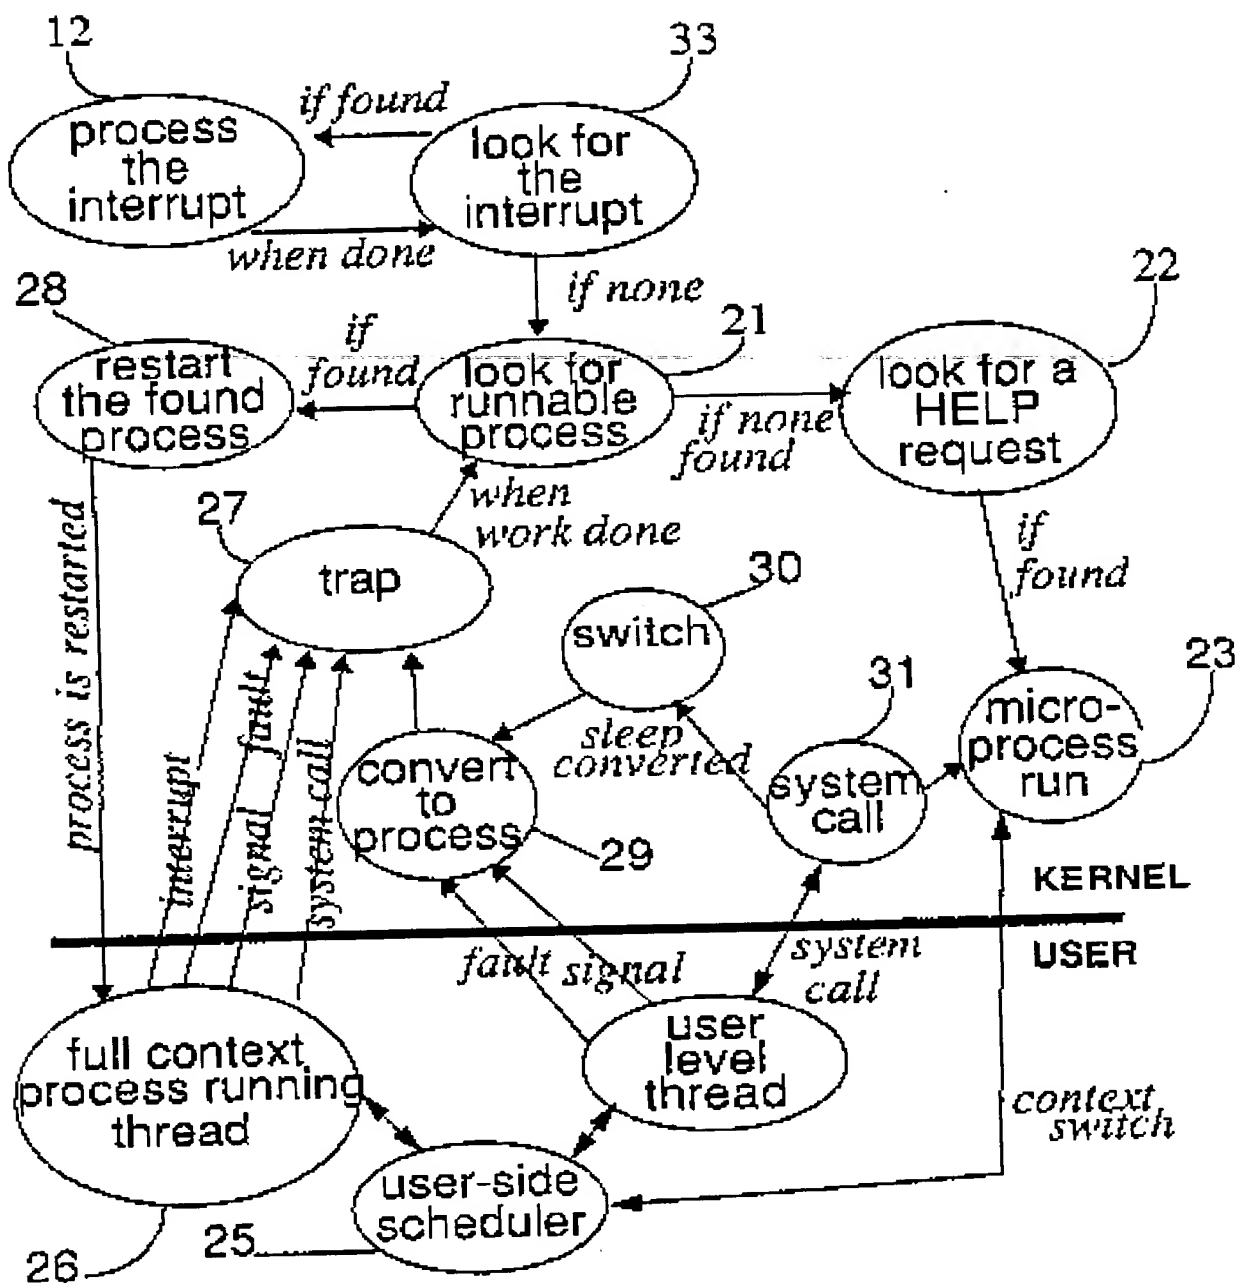 12
33
if found
process
the
interrupt
look for
the
interrupt
when done
if none
28
22
21
if
found
restart
the found
process
look for
runnable
process
look for a
HELP
request
if none
found
when
work done
27
trap
if
found
30
switch
process is restarted
31
23
micro-
process
run
sleep
converted
system
call
convert
to
process
29
interrupt
fault
signal
system call
KERNEL
USER
fault
signal
system
call
user
level
thread
full context
process running
thread
context
switch
user-side
scheduler
25
26